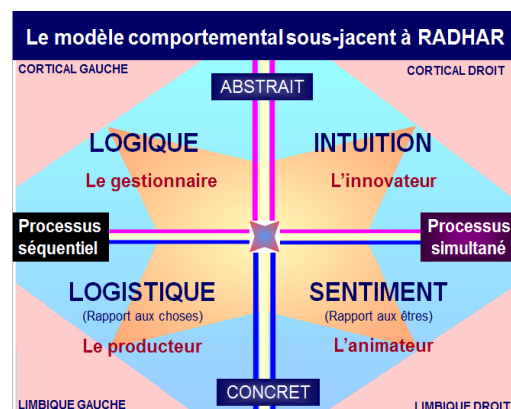 Le modèle comportemental sous-jacent à RADHAR
CORTICAL GAUCHE
CORTICAL DROIT
ABSTRAIT
LOGIQUE
INTUITION
Le gestionnaire
L'innovateur
Processus
séquentiel
Processus
simultané
LOGISTIQUE
SENTIMENT
(Rapport aux choses)
(Rapport aux êtres)
Le producteur
L'animateur
CONCRET
LIMBIQUE GAUCHE
LIMBIQUE DROIT